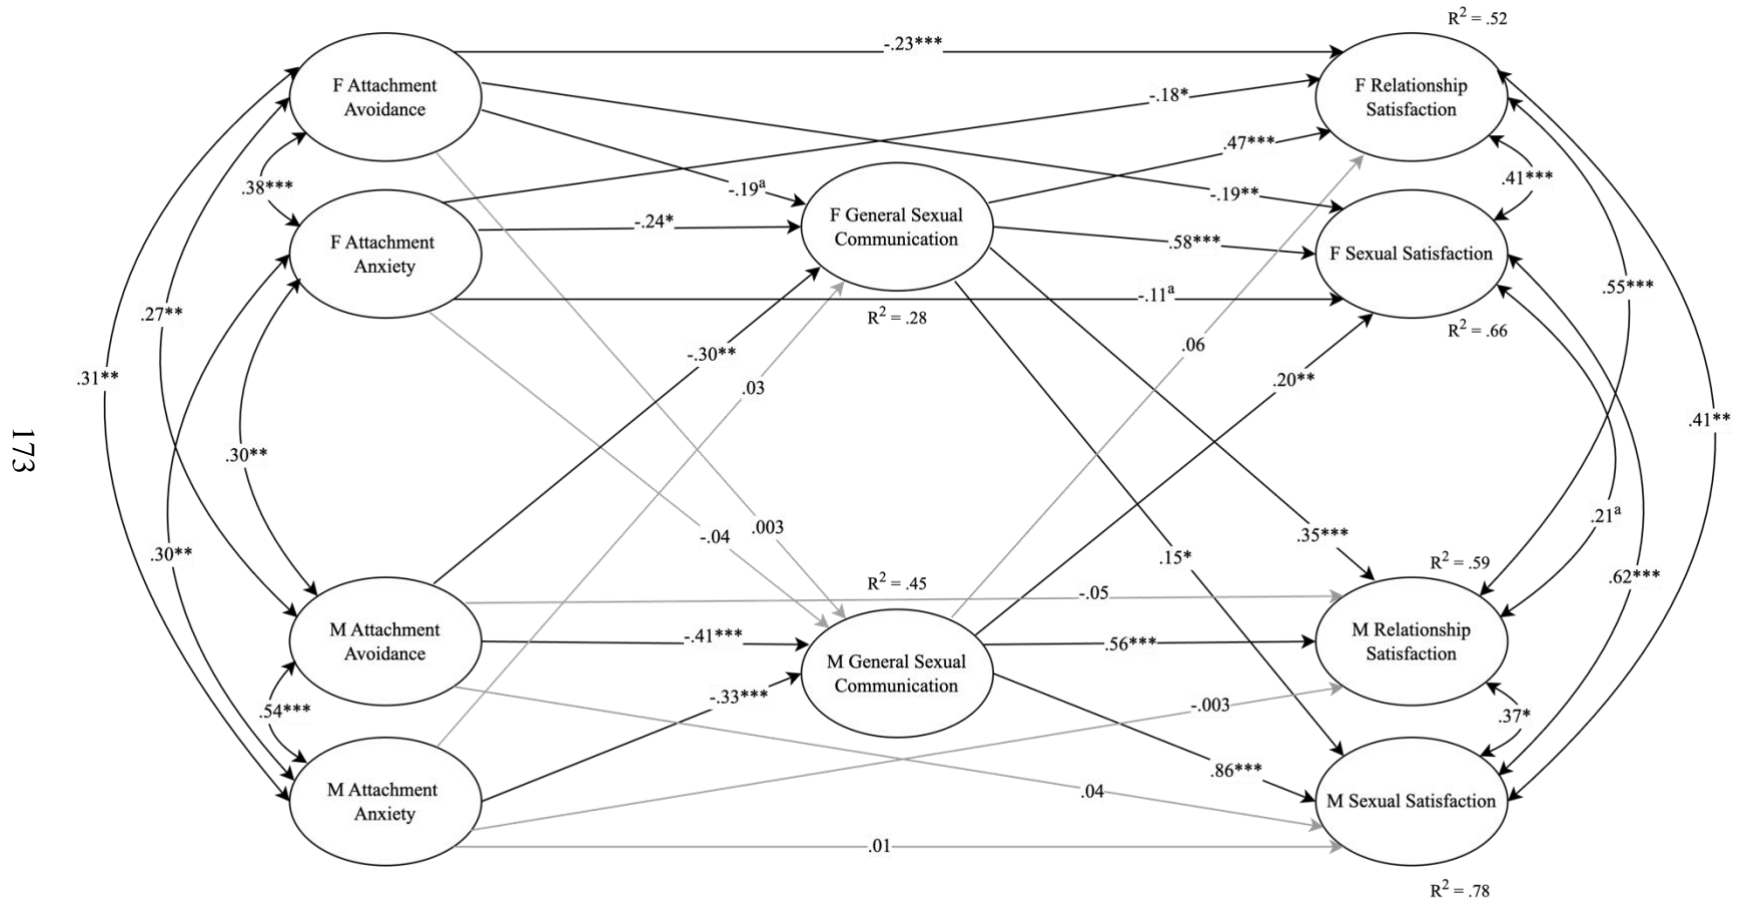 R² = .52
-.23***
F Attachment
Avoidance
F Relationship
Satisfaction
-.18*
.47***
.41***
.38***
-.19ᵃ
-.19**
F General Sexual
Communication
-.24*
.58***
F Attachment
Anxiety
F Sexual Satisfaction
.55***
-.11ᵃ
R² = .28
R² = .66
.27**
-.30**
.06
.31**
.03
.20**
.41**
173
.30**
.21ᵃ
.003
-.04
.35***
.30**
.15*
R² = .59
.62***
R² = .45
-.05
M Attachment
Avoidance
-.41***
.56***
M Relationship
Satisfaction
M General Sexual
Communication
-.33***
-.003
.54***
.37*
.86***
M Attachment
Anxiety
.04
M Sexual Satisfaction
.01
R² = .78